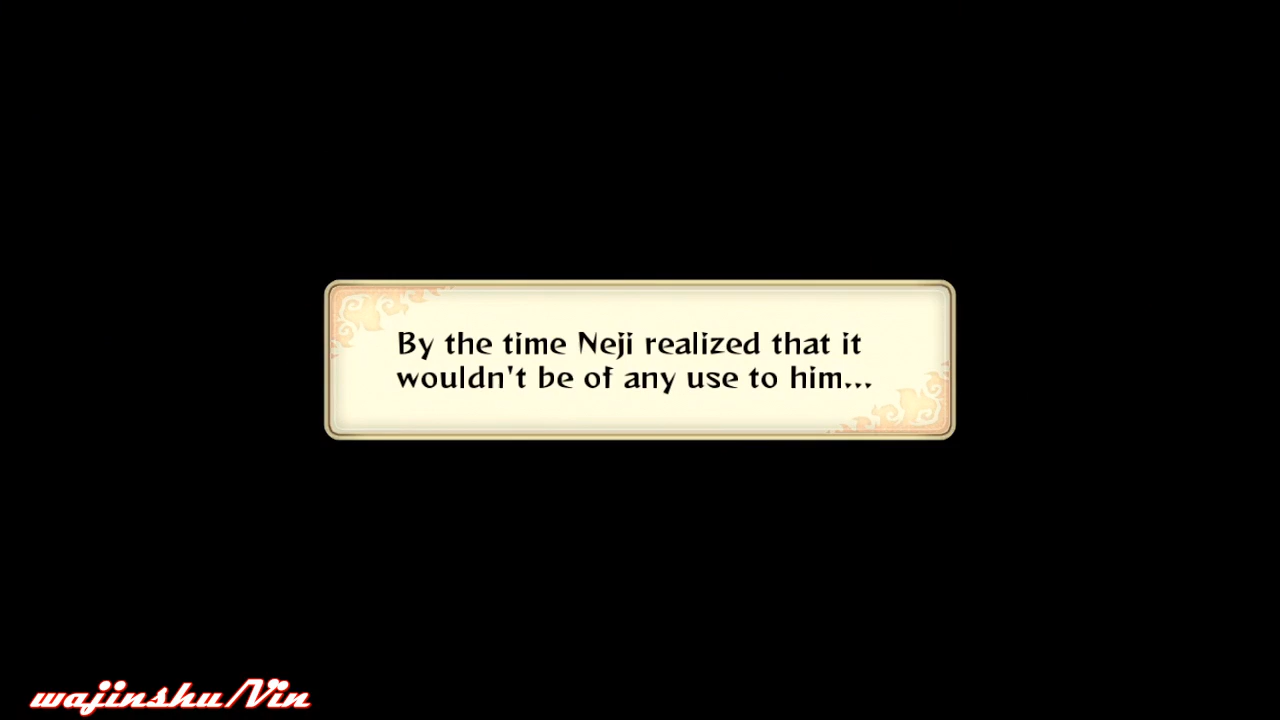 By the time Neji realized that it
wouldn't be of any use to him...
wajinshu/Vin